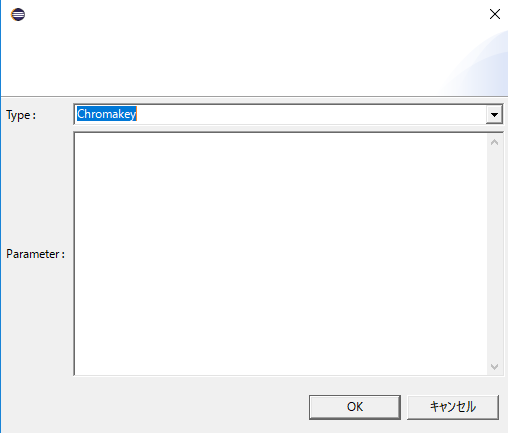 Type :
Chromakey
Parameter :
OK
キャンセル